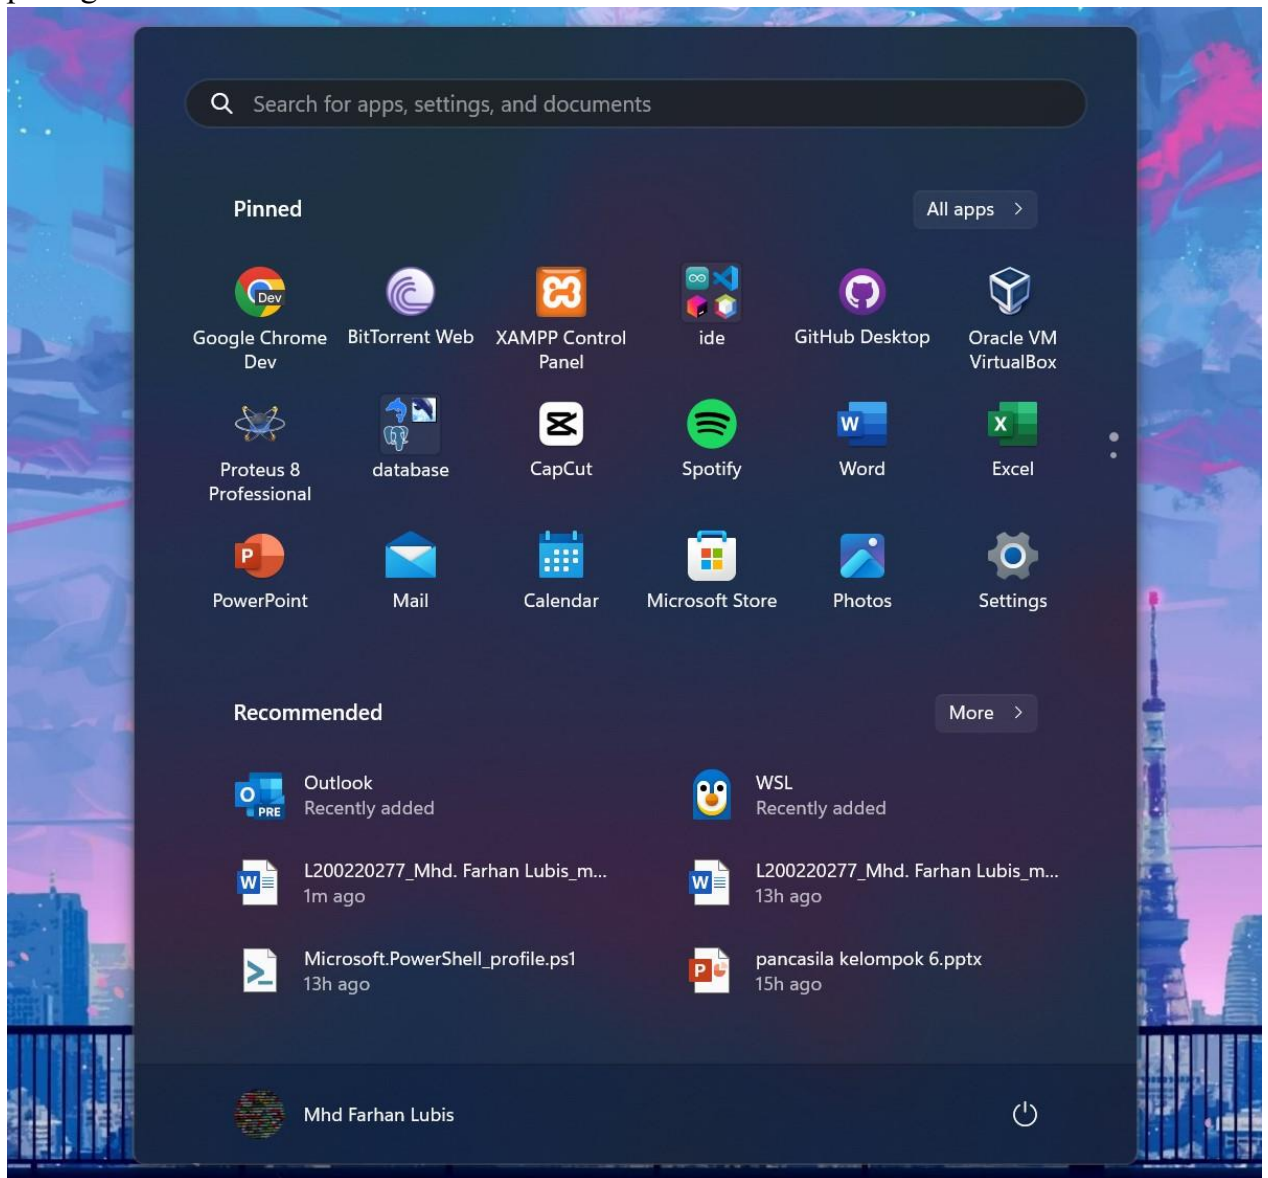 Search for apps, settings, and documents
Pinned
All apps
Dev
Google Chrome
Dev
BitTorrent Web
XAMPP Control
Panel
ide
GitHub Desktop
Oracle VM
VirtualBox
Proteus 8
Professional
database
CapCut
Spotify
W
Word
X
Excel
P
PowerPoint
Mail
Calendar
Microsoft Store
Photos
Settings
Recommended
More
O
PRE
Outlook
Recently added
WSL
Recently added
W
L200220277_Mhd. Farhan Lubis_m...
1m ago
W
L200220277_Mhd. Farhan Lubis_m...
13h ago
Microsoft.PowerShell_profile.ps1
13h ago
P
pancasila kelompok 6.pptx
15h ago
Mhd Farhan Lubis